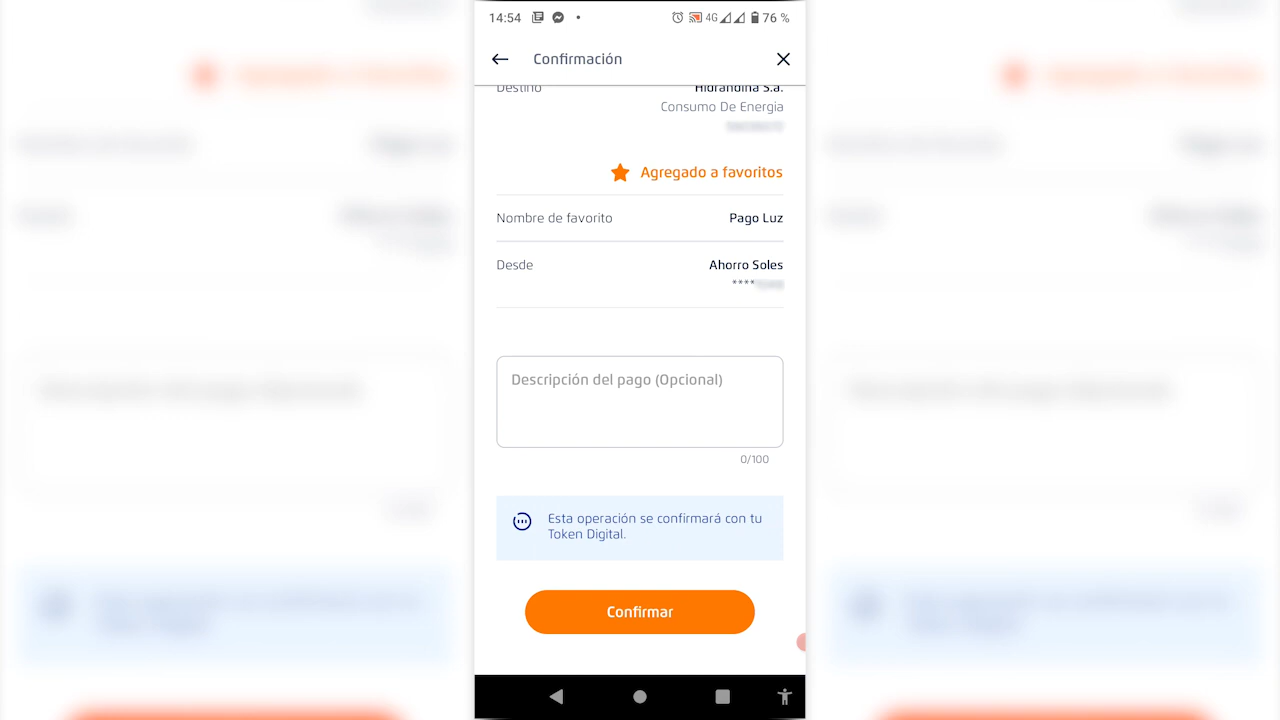 14:54
4G
76 %
Confirmación
Destino
Hidrandina S.a.
Consumo De Energia
Agregado a favoritos
Nombre de favorito
Pago Luz
Desde
Ahorro Soles
****
Descripción del pago (Opcional)
0/100
Esta operación se confirmará con tu
Token Digital.
Confirmar